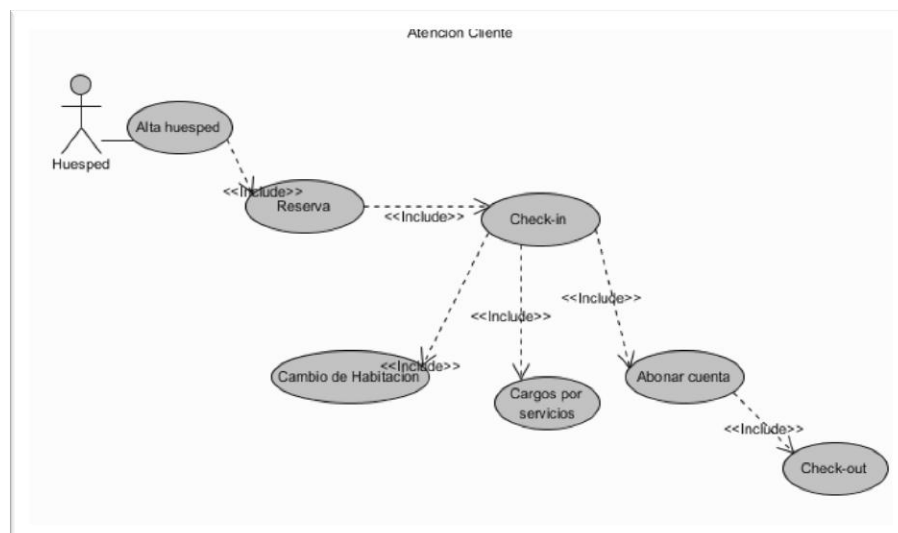 Atencion Cliente
Alta huesped
Huesped
<<Include>>
Reserva
<<Include>>
Check-in
<<Include>>
<<Include>>
<<Include>>
Cambio de Habitacion
Cargos por
servicios
Abonar cuenta
<<Include>>
Check-out